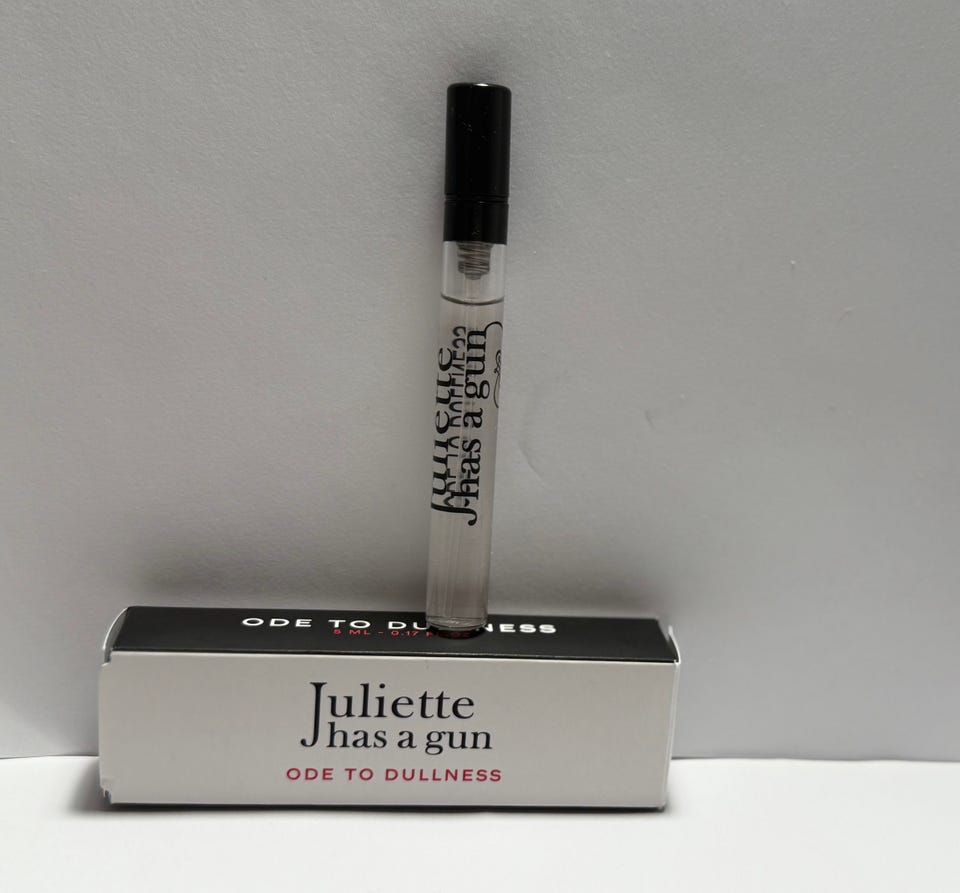 Juliette
has a gun
ODE TO DULLNESS
5 ML - 0.17
Juliette
has a gun
ODE TO DULLNESS